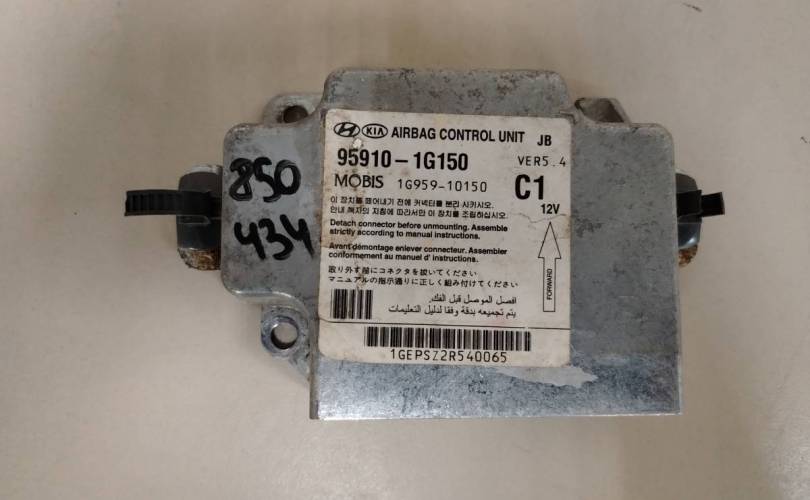 HYUNDAI KIA AIRBAG CONTROL UNIT JB
95910-1G150 VER5.4
MOBIS 1G959-10150 C1
12V
이 장치를 떼어내기 전에 커넥터를 분리 시키시오.
안내 책자의 지침에 따라서만 이 장치를 조립하십시오.
Detach connector before unmounting. Assemble
strictly according to manual instructions.
Avant démontage enlever connecteur. Assembler
conformement au manuel d' instructions.
取り外す前にコネクタを抜いてください
マニュアルの指示通りに正しく組み付けてください
افصل الموصل قبل الفك.
يتم تجميعه بدقة وفقا لدليل التعليمات
FORWARD
1GEPSZ2R540065
850
434